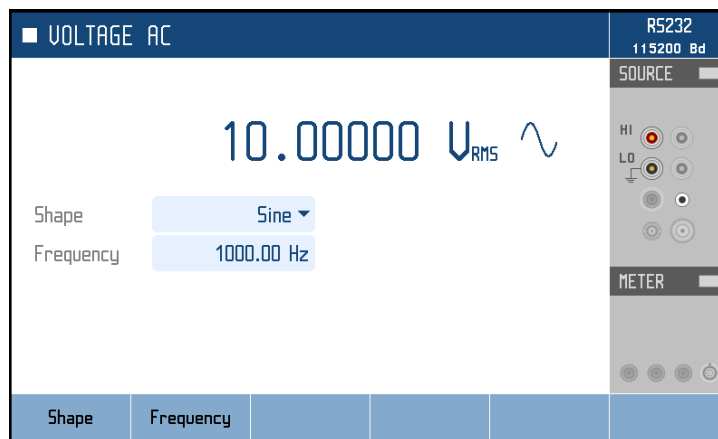 VOLTAGE AC
RS232
115200 Bd
SOURCE
10.00000 VRMS
HI
LO
Shape Sine
Frequency 1000.00 Hz
METER
Shape Frequency